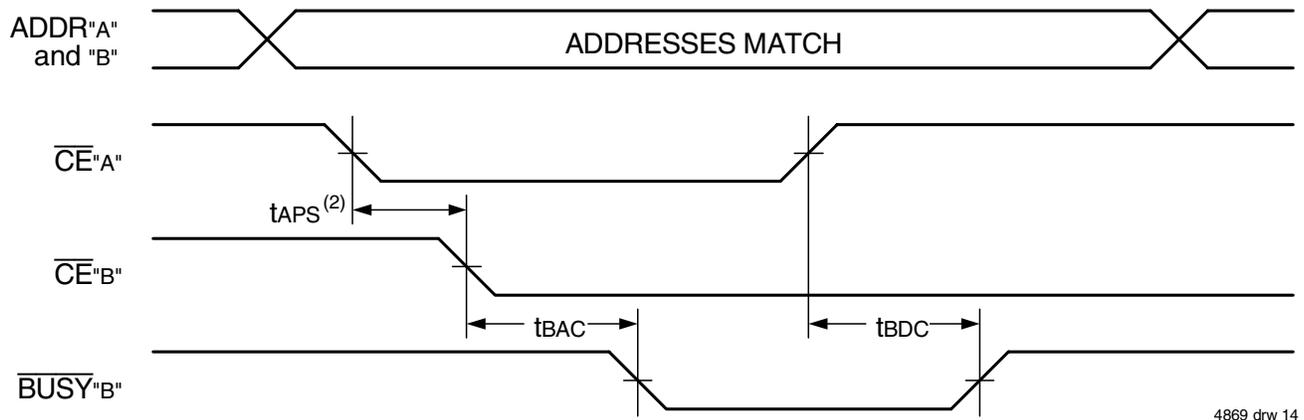 ADDR"A"
and "B"
ADDRESSES MATCH
CE"A"
tAPS(2)
CE"B"
tBAC
tBDC
BUSY"B"
4869 drw 14